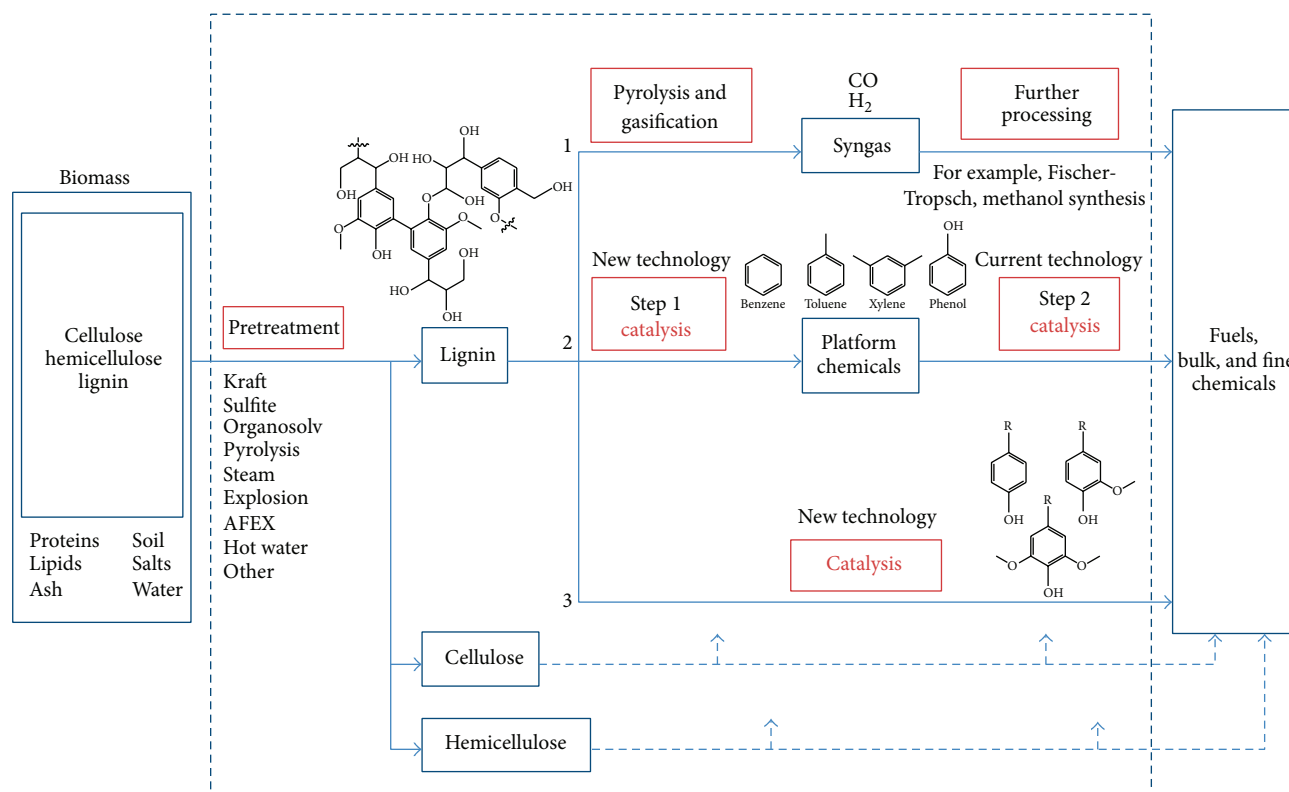 Biomass
Cellulose
hemicellulose
lignin
Proteins
Lipids
Ash
Soil
Salts
Water
Pretreatment
Kraft
Sulfite
Organosolv
Pyrolysis
Steam
Explosion
AFEX
Hot water
Other
OH
HO
OH
HO
OH
HO
OH
O
OH
O
O
OH
O
OH
OH
HO
OH
Lignin
1
Pyrolysis and
gasification
CO
H2
Syngas
Further
processing
For example, Fischer-
Tropsch, methanol synthesis
2
New technology
Step 1
catalysis
Benzene
Toluene
Xylene
OH
Phenol
Platform
chemicals
Current technology
Step 2
catalysis
3
New technology
Catalysis
R
OH
R
O
OH
R
O
O
OH
Cellulose
Hemicellulose
Fuels,
bulk, and fine
chemicals